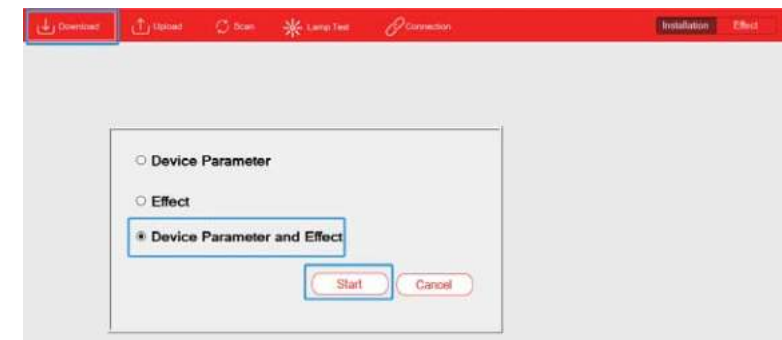 Download Upload Scan Lamp Test Connection Installation Effect
Device Parameter
Effect
Device Parameter and Effect
Start Cancel